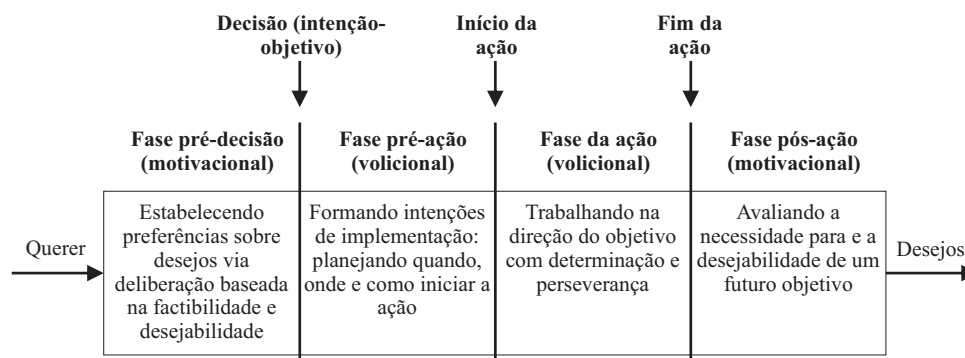 Decisão (intenção-
objetivo)
Início da
ação
Fim da
ação
Fase pré-decisão
(motivacional)
Fase pré-ação
(volicional)
Fase da ação
(volicional)
Fase pós-ação
(motivacional)
Querer
Estabelecendo
preferências sobre
desejos via
deliberação baseada
na factibilidade e
desejabilidade
Formando intenções
de implementação:
planejando quando,
onde e como iniciar a
ação
Trabalhando na
direção do objetivo
com determinação e
perseverança
Avaliando a
necessidade para e a
desejabilidade de um
futuro objetivo
Desejos